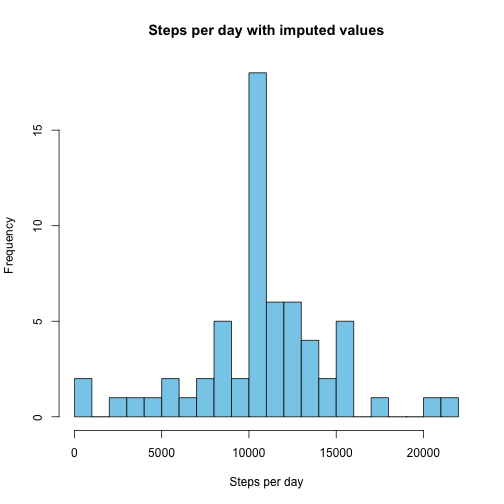 Steps per day with imputed values
Frequency
15
10
5
0
0 5000 10000 15000 20000
Steps per day